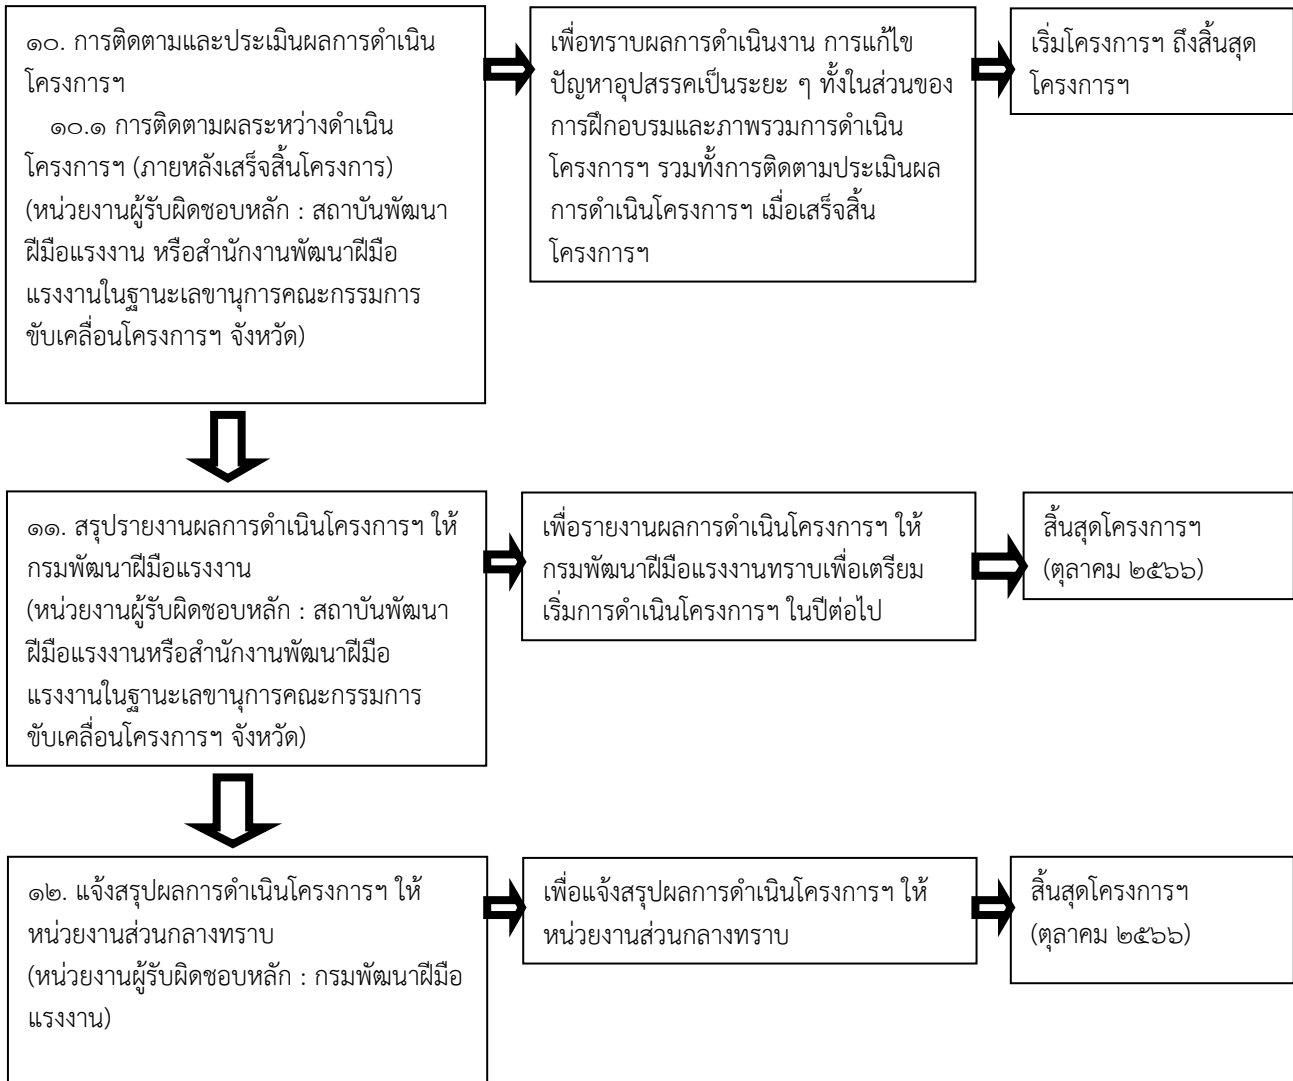 ๑๐. การติดตามและประเมินผลการดำเนิน
โครงการฯ
๑๐.๑ การติดตามผลระหว่างดำเนิน
โครงการฯ (ภายหลังเสร็จสิ้นโครงการ)
(หน่วยงานผู้รับผิดชอบหลัก : สถาบันพัฒนา
ฝีมือแรงงาน หรือสำนักงานพัฒนาฝีมือ
แรงงานในฐานะเลขานุการคณะกรรมการ
ขับเคลื่อนโครงการฯ จังหวัด)
เพื่อทราบผลการดำเนินงาน การแก้ไข
ปัญหาอุปสรรคเป็นระยะ ๆ ทั้งในส่วนของ
การฝึกอบรมและภาพรวมการดำเนิน
โครงการฯ รวมทั้งการติดตามประเมินผล
การดำเนินโครงการฯ เมื่อเสร็จสิ้น
โครงการฯ
เริ่มโครงการฯ ถึงสิ้นสุด
โครงการฯ
๑๑. สรุปรายงานผลการดำเนินโครงการฯ ให้
กรมพัฒนาฝีมือแรงงาน
(หน่วยงานผู้รับผิดชอบหลัก : สถาบันพัฒนา
ฝีมือแรงงานหรือสำนักงานพัฒนาฝีมือ
แรงงานในฐานะเลขานุการคณะกรรมการ
ขับเคลื่อนโครงการฯ จังหวัด)
เพื่อรายงานผลการดำเนินโครงการฯ ให้
กรมพัฒนาฝีมือแรงงานทราบเพื่อเตรียม
เริ่มการดำเนินโครงการฯ ในปีต่อไป
สิ้นสุดโครงการฯ
(ตุลาคม ๒๕๖๖)
๑๒. แจ้งสรุปผลการดำเนินโครงการฯ ให้
หน่วยงานส่วนกลางทราบ
(หน่วยงานผู้รับผิดชอบหลัก : กรมพัฒนาฝีมือ
แรงงาน)
เพื่อแจ้งสรุปผลการดำเนินโครงการฯ ให้
หน่วยงานส่วนกลางทราบ
สิ้นสุดโครงการฯ
(ตุลาคม ๒๕๖๖)